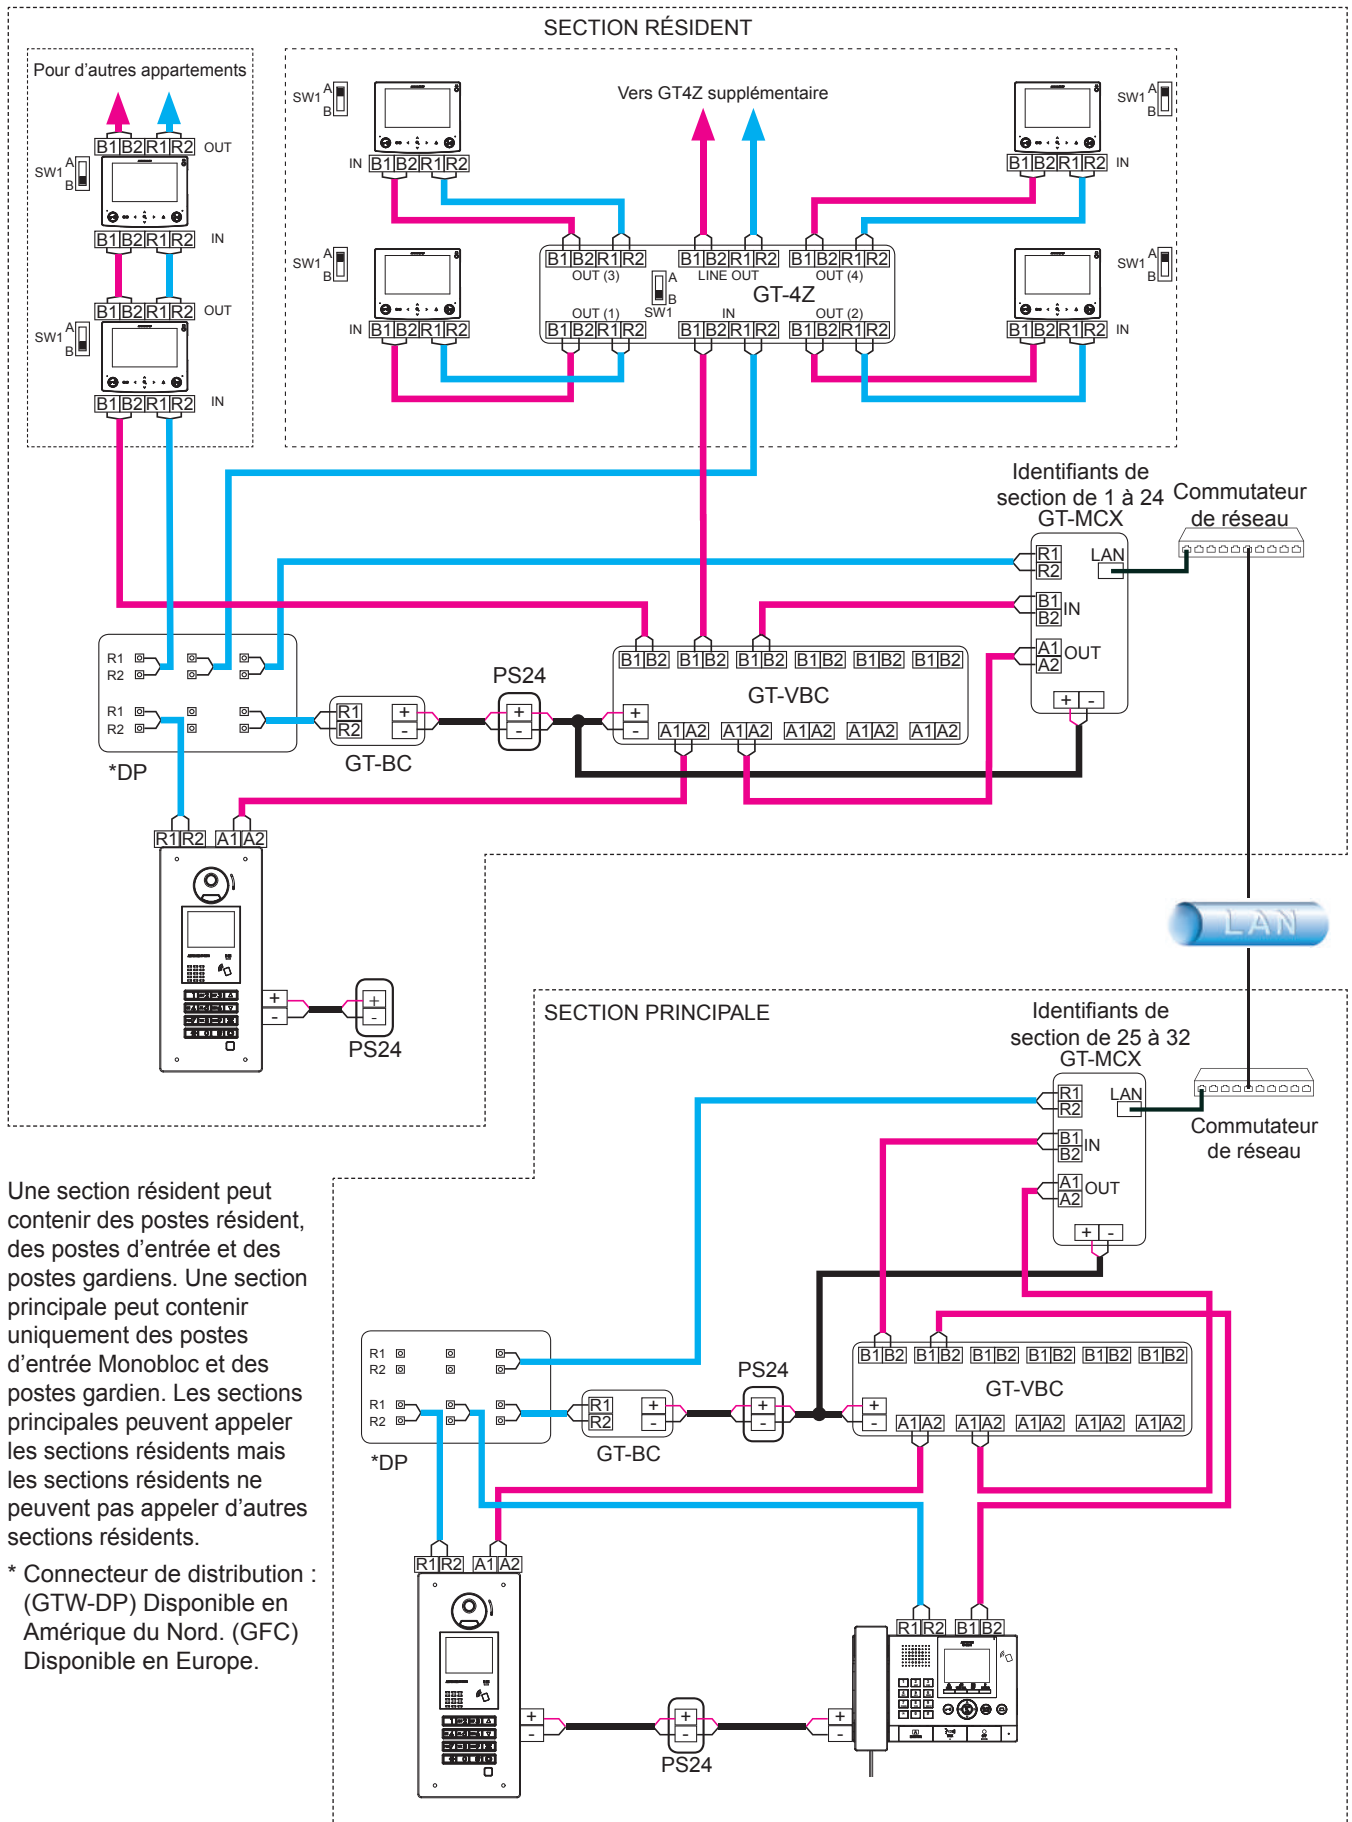 SECTION RÉSIDENT
Pour d'autres appartements
B1 B2 R1 R2 OUT
SW1 A B
B1 B2 R1 R2 IN
B1 B2 R1 R2 OUT
SW1 A B
B1 B2 R1 R2 IN
SW1 A B
IN B1 B2 R1 R2
Vers GT4Z supplémentaire
SW1 A B
B1 B2 R1 R2 IN
SW1 A B
IN B1 B2 R1 R2
SW1 A B
B1 B2 R1 R2 IN
B1 B2 R1 R2 B1 B2 R1 R2 B1 B2 R1 R2
OUT (3) LINE OUT OUT (4)
A B SW1
GT-4Z
OUT (1) IN OUT (2)
B1 B2 R1 R2 B1 B2 R1 R2 B1 B2 R1 R2
Identifiants de
section de 1 à 24
GT-MCX
Commutateur
de réseau
R1
R2
LAN
B1
B2
IN
A1
A2
OUT
+ -
R1
R2
R1
R2
*DP
R1
R2
+
-
GT-BC
PS24
+
-
B1 B2 B1 B2 B1 B2 B1 B2 B1 B2 B1 B2
GT-VBC
+
-
A1 A2 A1 A2 A1 A2 A1 A2 A1 A2
R1 R2 A1 A2
+
-
+
-
PS24
LAN
SECTION PRINCIPALE
Identifiants de
section de 25 à 32
GT-MCX
R1
R2
LAN
B1
B2
IN
A1
A2
OUT
+ -
Commutateur
de réseau
Une section résident peut
contenir des postes résident,
des postes d'entrée et des
postes gardiens. Une section
principale peut contenir
uniquement des postes
d'entrée Monobloc et des
postes gardien. Les sections
principales peuvent appeler
les sections résidents mais
les sections résidents ne
peuvent pas appeler d'autres
sections résidents.
* Connecteur de distribution :
(GTW-DP) Disponible en
Amérique du Nord. (GFC)
Disponible en Europe.
R1
R2
R1
R2
*DP
R1
R2
+
-
GT-BC
PS24
+
-
B1 B2 B1 B2 B1 B2 B1 B2 B1 B2 B1 B2
GT-VBC
+
-
A1 A2 A1 A2 A1 A2 A1 A2 A1 A2
R1 R2 A1 A2
R1 R2 B1 B2
+
-
+
-
PS24
+
-